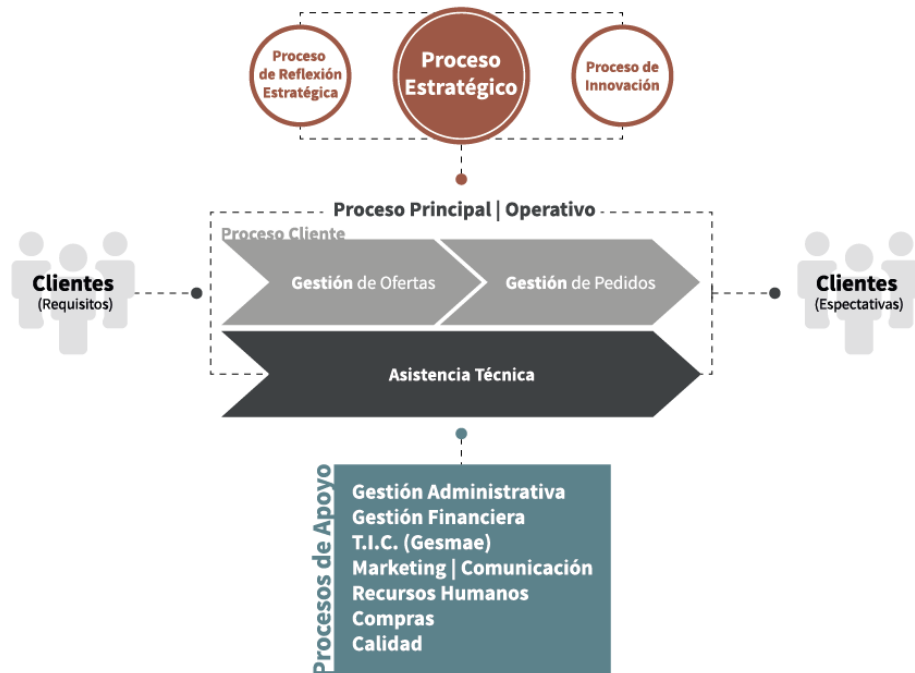 Proceso
de Reflexión
Estratégica
Proceso
Estratégico
Proceso de
Innovación
Proceso Principal | Operativo
Proceso Cliente
Clientes
(Requisitos)
Gestión de Ofertas
Gestión de Pedidos
Clientes
(Espectativas)
Asistencia Técnica
Procesos de Apoyo
Gestión Administrativa
Gestión Financiera
T.I.C. (Gesmae)
Marketing | Comunicación
Recursos Humanos
Compras
Calidad